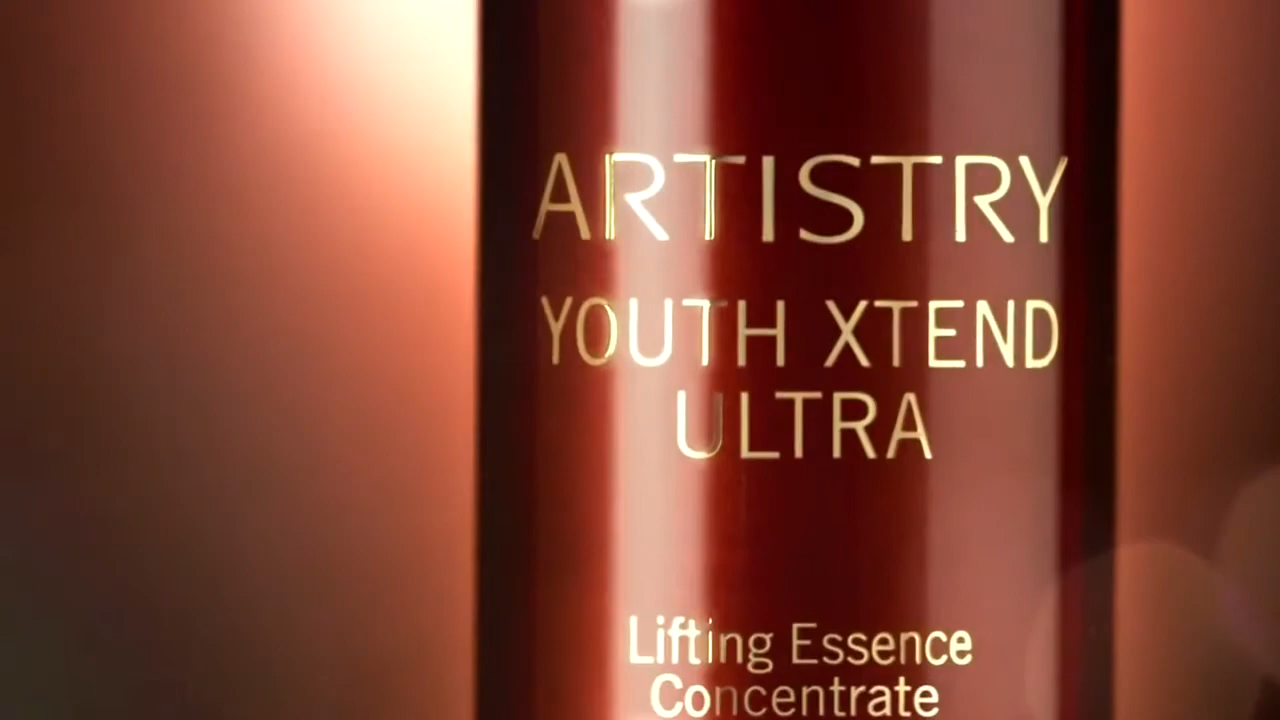 ARTISTRY
YOUTH XTEND
ULTRA
Lifting Essence
Concentrate